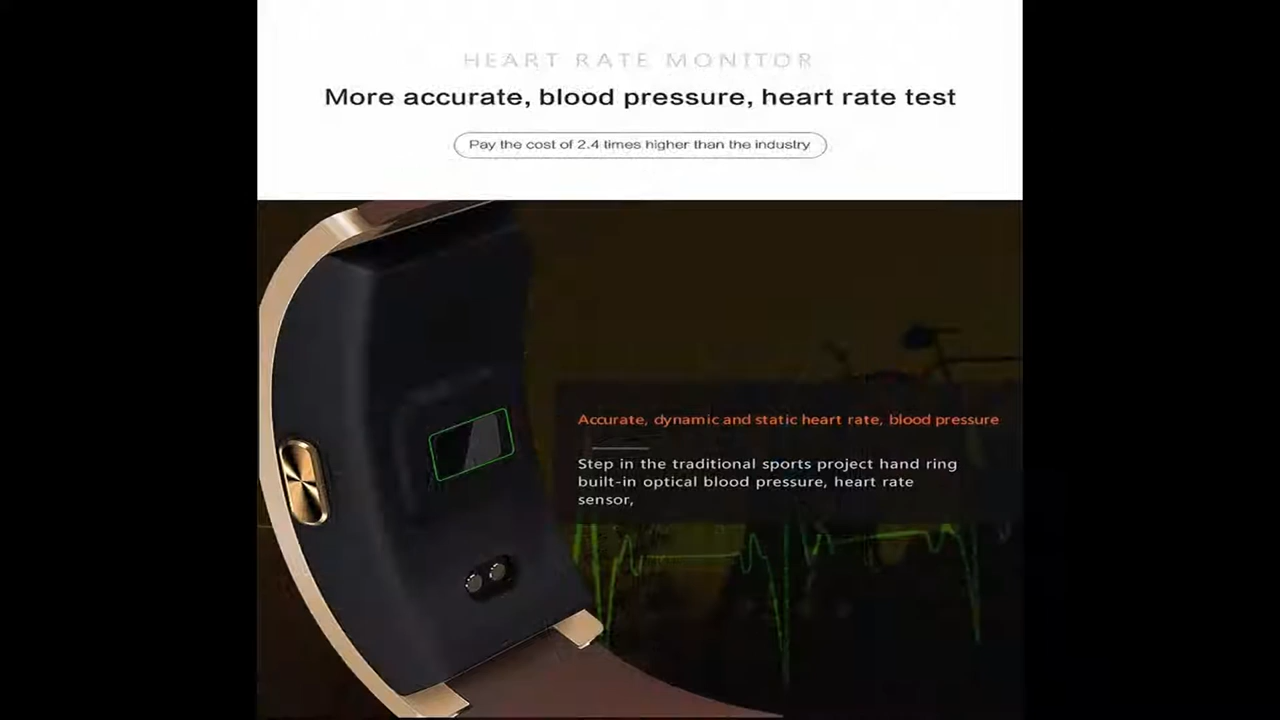 HEART RATE MONITOR
More accurate, blood pressure, heart rate test
Pay the cost of 2.4 times higher than the industry
Accurate, dynamic and static heart rate, blood pressure
Step in the traditional sports project hand ring
built-in optical blood pressure, heart rate
sensor,